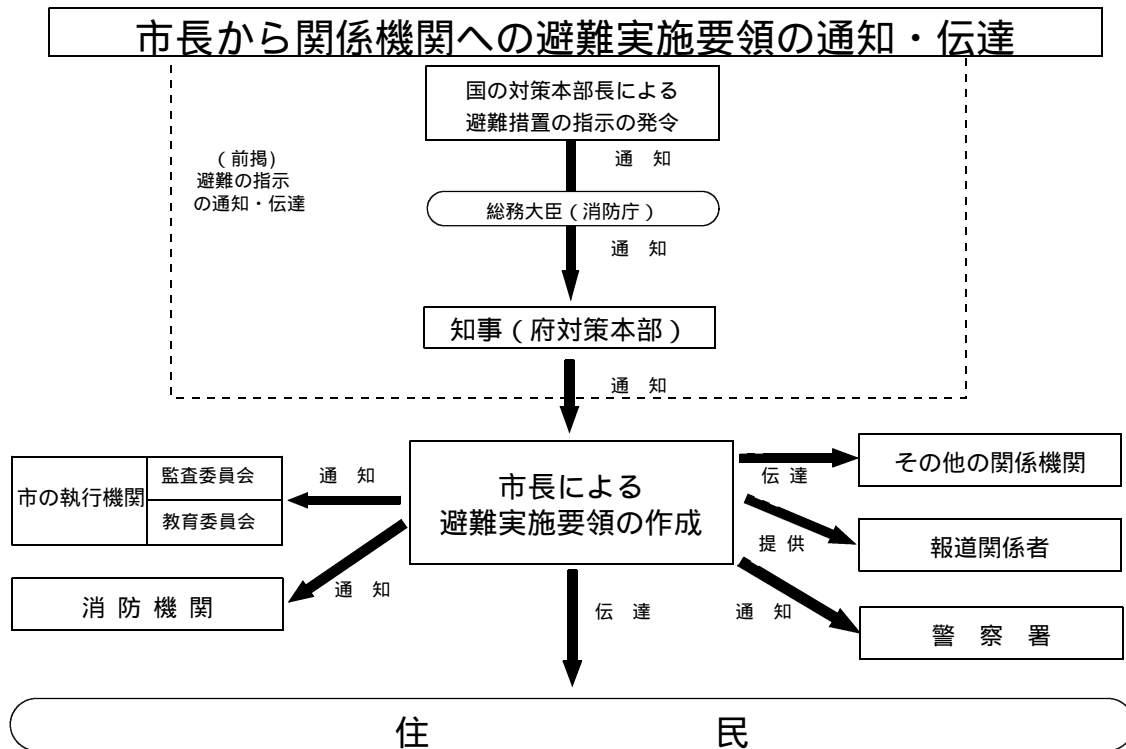 市長から関係機関への避難実施要領の通知・伝達
国の対策本部長による
避難措置の指示の発令
通 知
(前掲)
避難の指示
の通知・伝達
総務大臣(消防庁)
通 知
知事(府対策本部)
通 知
市の執行機関
監査委員会
教育委員会
通 知
市長による
避難実施要領の作成
伝 達
その他の関係機関
提 供
報道関係者
消 防 機 関
通 知
伝 達
通 知
警 察 署
住 民